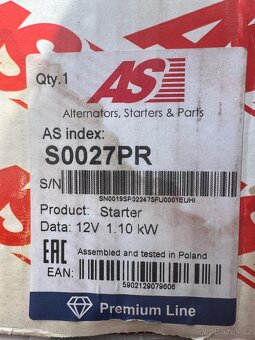 Qty.1
AS
Alternators, Starters & Parts
AS index:
S0027PR
S/N
SN0019SP022475FU0001EUHI
Product: Starter
Data: 12V 1.10 kW
EAC
Assembled and tested in Poland
EAN:
5902129079606
Premium Line